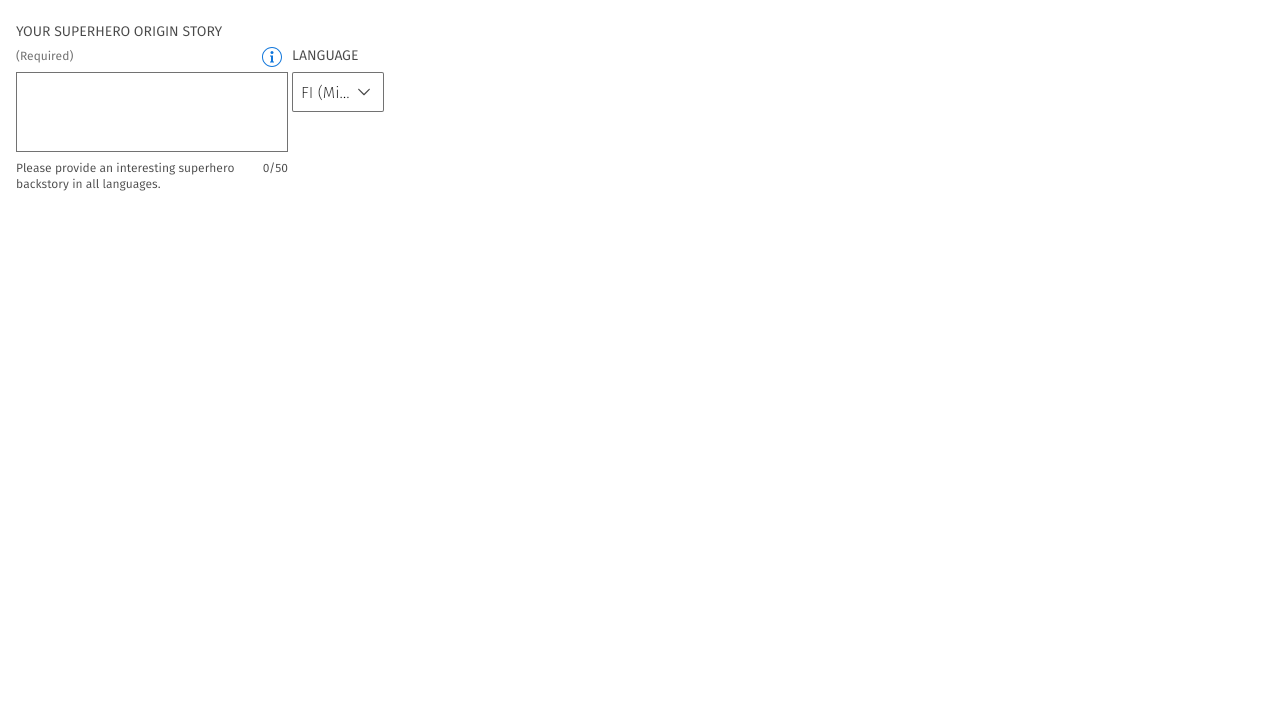 YOUR SUPERHERO ORIGIN STORY
(Required)
LANGUAGE
FI (Mi...
Please provide an interesting superhero
backstory in all languages.
0/50